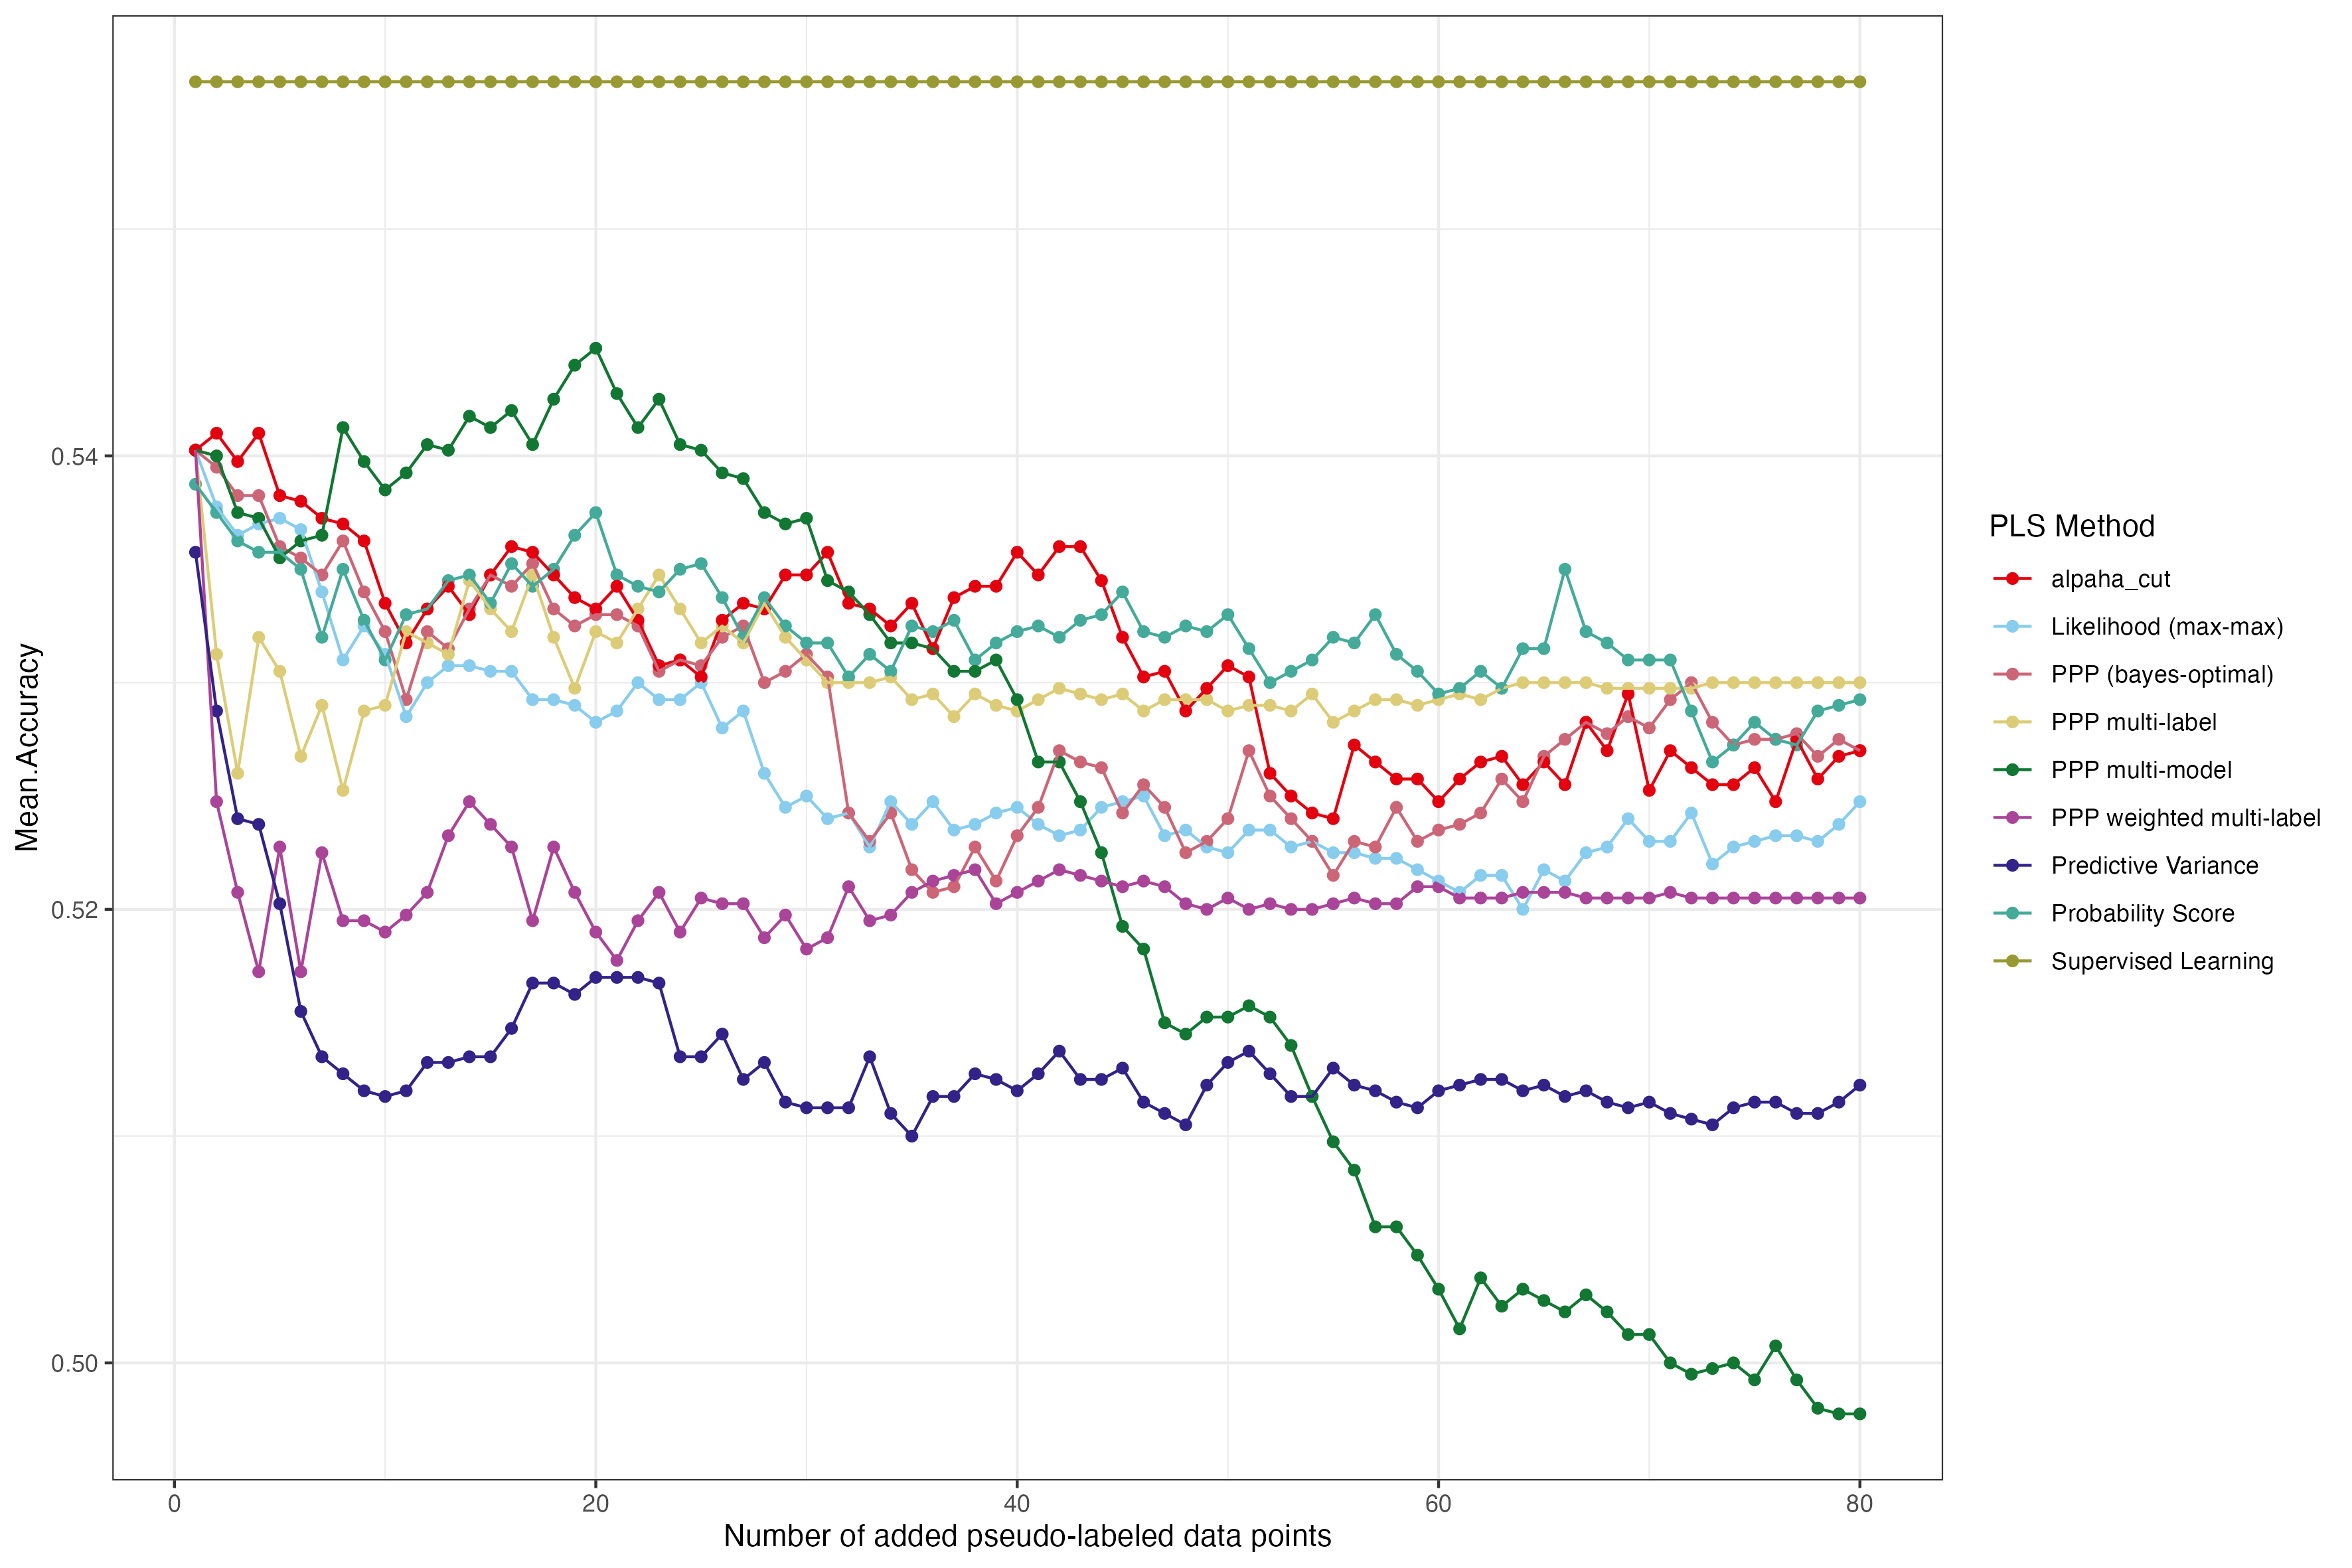 Mean.Accuracy
0.54
0.52
0.50
0
20
40
60
80
Number of added pseudo-labeled data points
PLS Method
alpaha_cut
Likelihood (max-max)
PPP (bayes-optimal)
PPP multi-label
PPP multi-model
PPP weighted multi-label
Predictive Variance
Probability Score
Supervised Learning